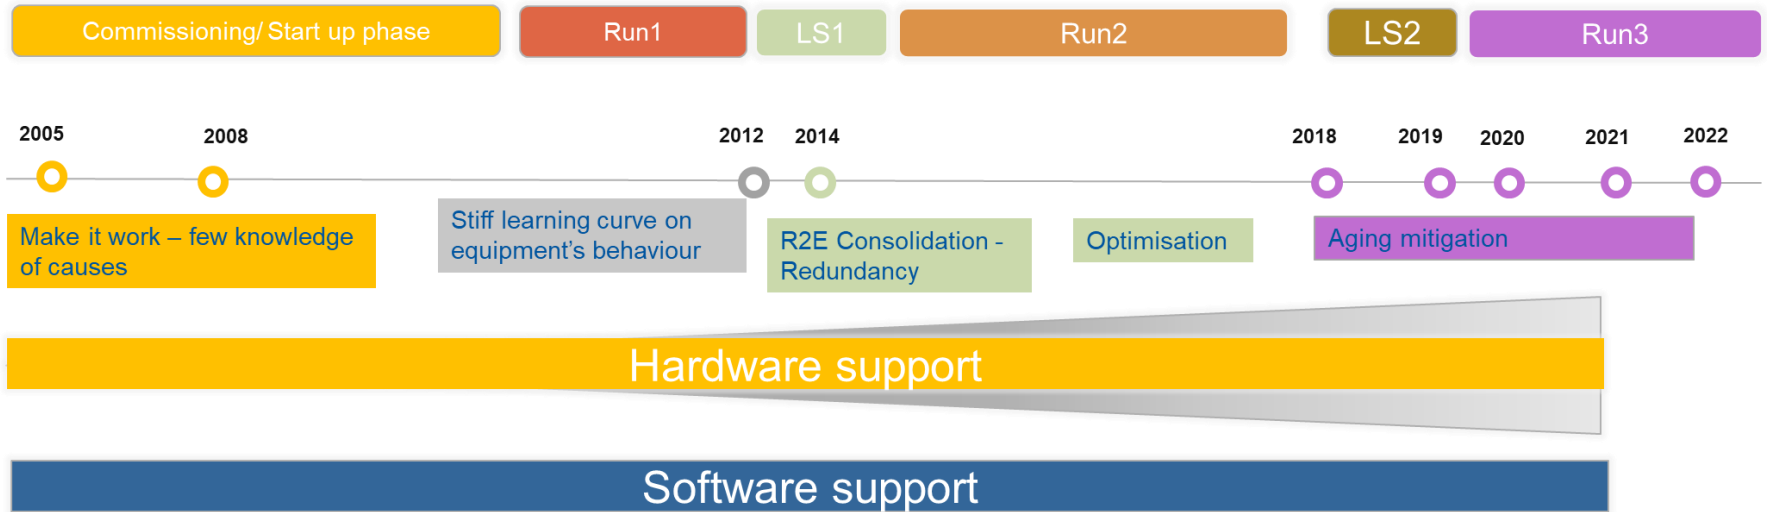 Commissioning/ Start up phase
Run1
LS1
Run2
LS2
Run3
2005
2008
2012
2014
2018
2019
2020
2021
2022
Make it work – few knowledge
of causes
Stiff learning curve on
equipment's behaviour
R2E Consolidation -
Redundancy
Optimisation
Aging mitigation
Hardware support
Software support